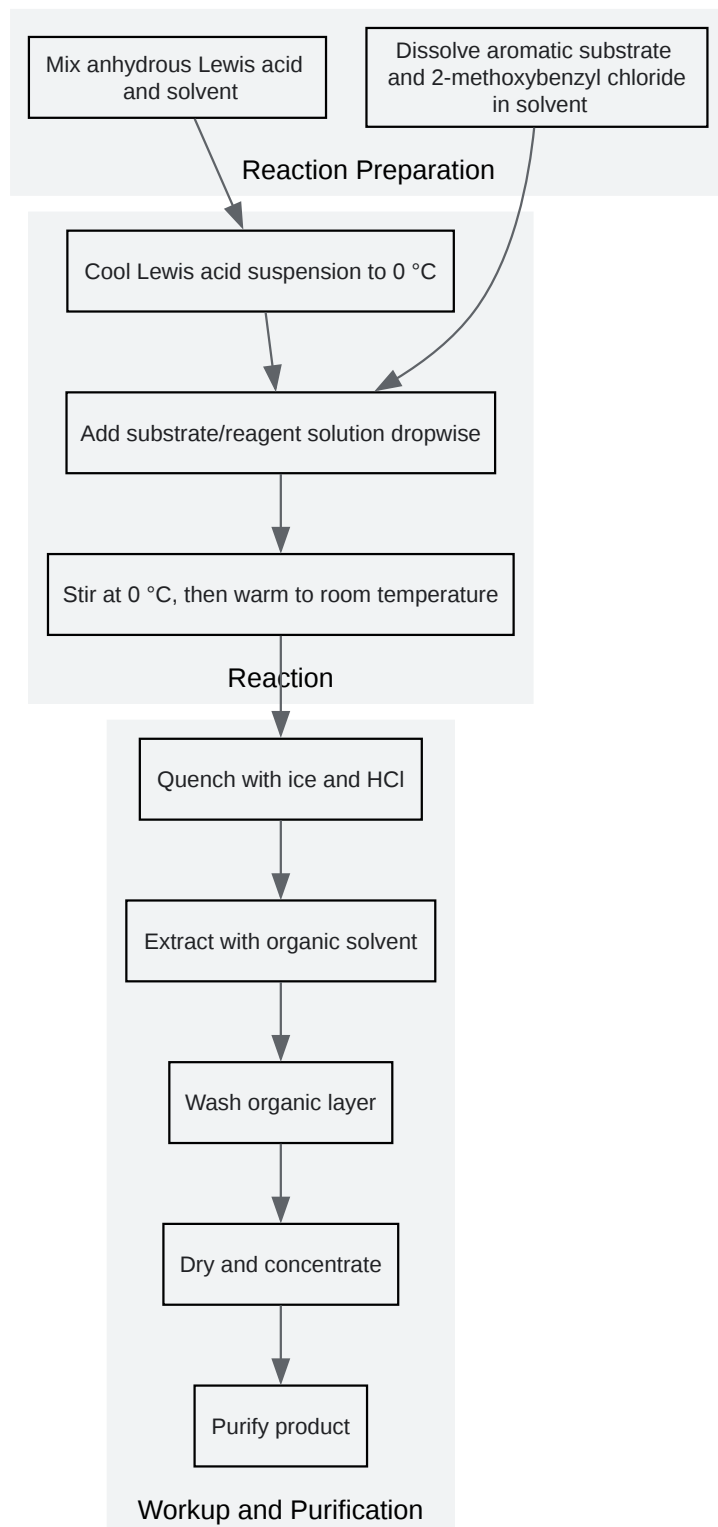 Mix anhydrous Lewis acid
and solvent
Dissolve aromatic substrate
and 2-methoxybenzyl chloride
in solvent
Reaction Preparation
Cool Lewis acid suspension to 0 °C
Add substrate/reagent solution dropwise
Stir at 0 °C, then warm to room temperature
Reaction
Quench with ice and HCl
Extract with organic solvent
Wash organic layer
Dry and concentrate
Purify product
Workup and Purification